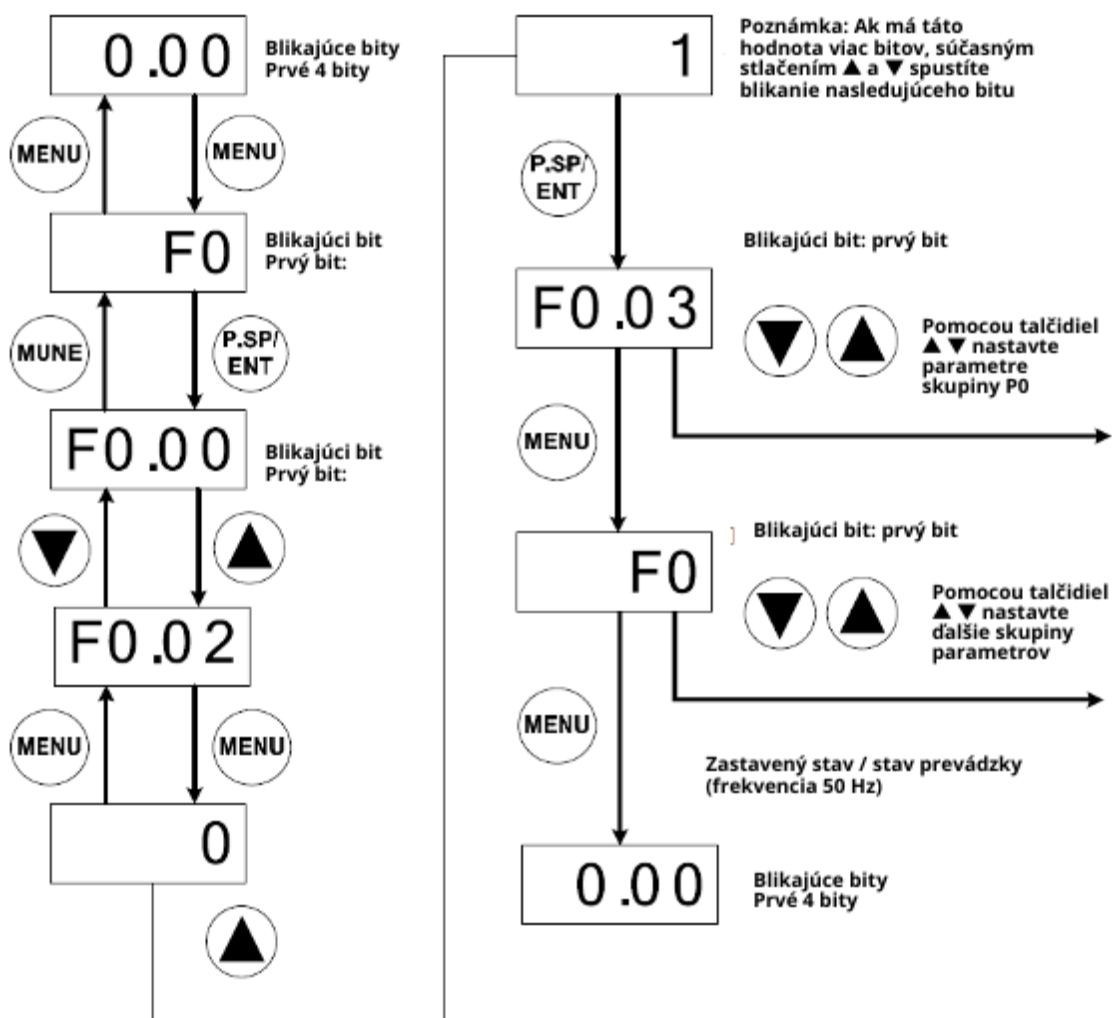 0.00
Blikajúce bity
Prvé 4 bity
MENU
MENU
F0
Blikajúci bit
Prvý bit:
MUNE
P.SP/
ENT
F0.00
Blikajúci bit
Prvý bit:
▼
▲
F0.02
MENU
MENU
0
▲
1
Poznámka: Ak má táto
hodnota viac bitov, súčasným
stlačením ▲ a ▼ spustíte
blikanie nasledujúceho bitu
P.SP/
ENT
Blikajúci bit: prvý bit
F0.03
▼ ▲
Pomocou talčidiel
▲ ▼ nastavte
parametre
skupiny P0
MENU
Blikajúci bit: prvý bit
F0
▼ ▲
Pomocou talčidiel
▲ ▼ nastavte
ďalšie skupiny
parametrov
MENU
Zastavený stav / stav prevádzky
(frekvencia 50 Hz)
0.00
Blikajúce bity
Prvé 4 bity